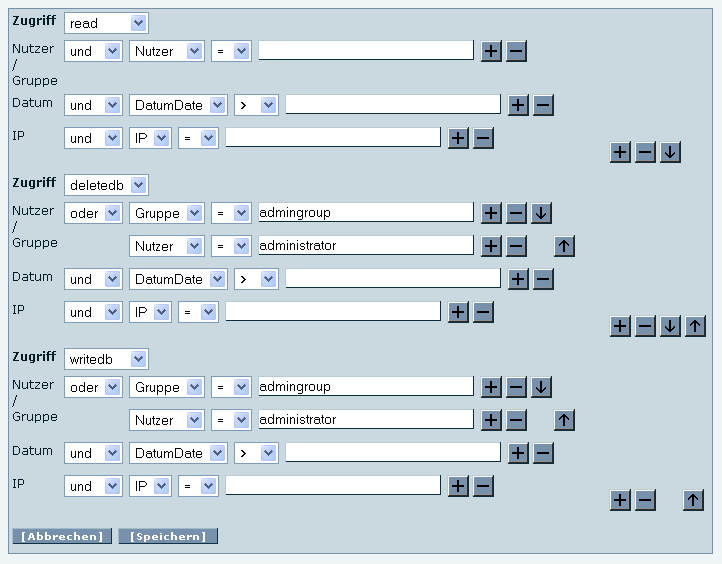 Zugriff read
Nutzer und Nutzer =
/
Gruppe
Datum und DatumDate >
IP und IP =
Zugriff deletedb
Nutzer oder Gruppe = admingroup
/
Gruppe Nutzer = administrator
Datum und DatumDate >
IP und IP =
Zugriff writedb
Nutzer oder Gruppe = admingroup
/
Gruppe Nutzer = administrator
Datum und DatumDate >
IP und IP =
[Abbrechen] [Speichern]